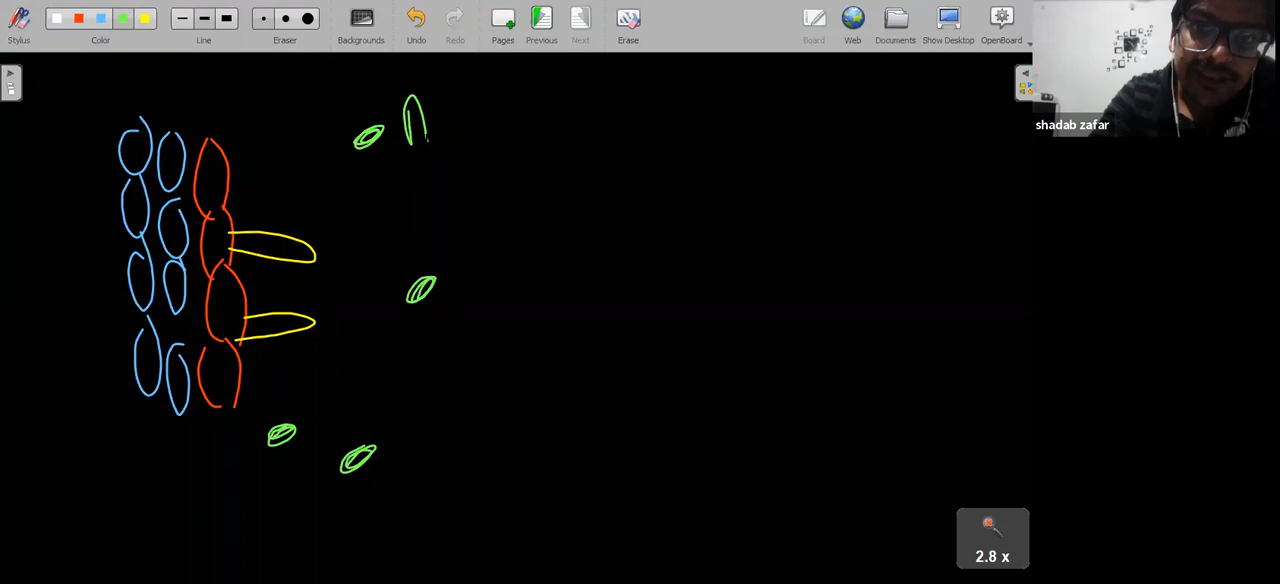 Stylus
Color
Line
Eraser
Backgrounds
Undo
Redo
Pages
Previous
Next
Erase
Board
Web
Documents
Show Desktop
OpenBoard
shadab zafar
2.8 x